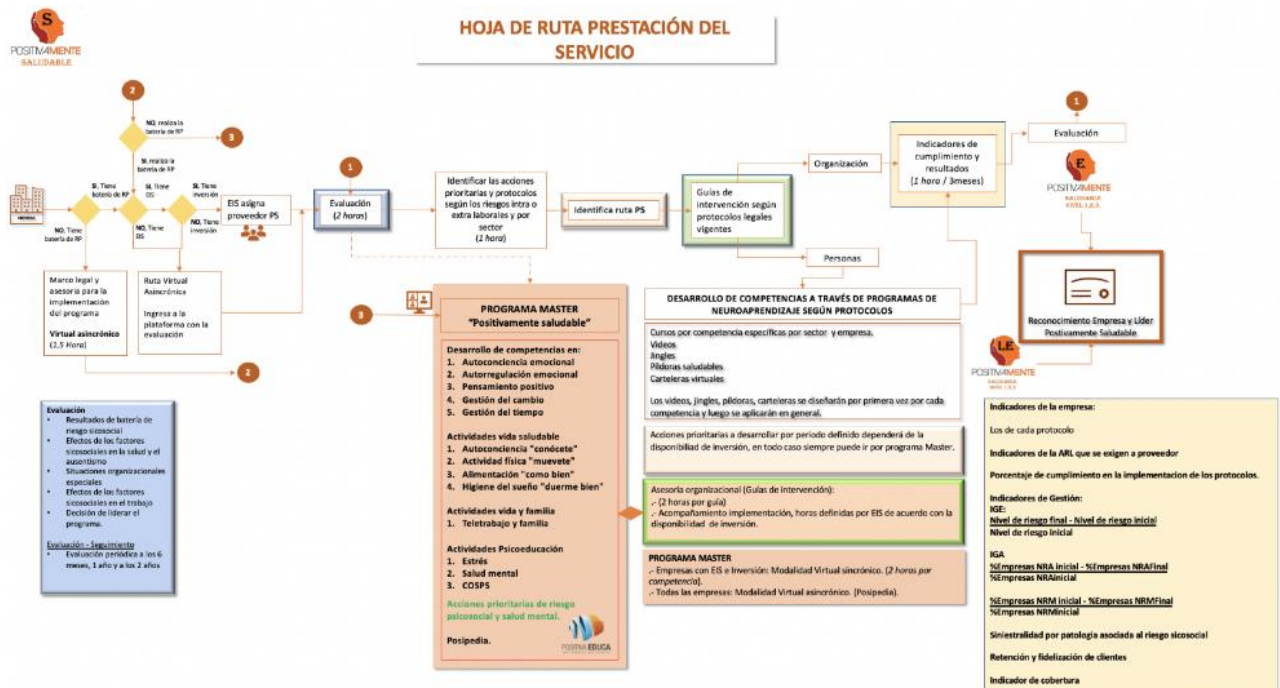 S
POSITIVAMENTE
SALUDABLE
HOJA DE RUTA PRESTACIÓN DEL
SERVICIO
2
NO, realiza la
batería de RP
3
SI, realiza la
batería de RP
SI, Tiene
batería de RP
SI, Tiene
EIS
SI, Tiene
inversión
NO, Tiene
batería de RP
NO, Tiene
EIS
NO, Tiene
inversión
EIS asigna
proveedor PS
Marco legal y
asesoría para la
implementación
del programa
Virtual asincrónico
(1,5 Hora)
2
Ruta Virtual
Asincrónica
Ingresa a la
plataforma con la
evaluación
1
Evaluación
(2 horas)
Identificar las acciones
prioritarias y protocolos
según los riesgos intra o
extra laborales y por
sector
(1 hora)
Identifica ruta PS
Guías de
intervención según
protocolos legales
vigentes
Organización
Personas
Indicadores de
cumplimiento y
resultados
(1 hora / 3meses)
1
Evaluación
E
POSITIVAMENTE
SALUDABLE
Reconocimiento Empresa y Líder
Postivamente Saludable
LE
POSITIVAMENTE
SALUDABLE
Evaluación
• Resultados de batería de
riesgo sicosocial
• Efectos de los factores
sicosociales en la salud y el
ausentismo
• Situaciones organizacionales
especiales
• Efectos de los factores
sicosociales en el trabajo
• Decisión de liderar el
programa.
Evaluación - Seguimiento
• Evaluación periódica a los 6
meses, 1 año y a los 2 años
3
PROGRAMA MASTER
"Positivamente saludable"
Desarrollo de competencias en:
1. Autoconciencia emocional
2. Autorregulación emocional
3. Pensamiento positivo
4. Gestión del cambio
5. Gestión del tiempo
Actividades vida saludable
1. Autoconciencia "conócete"
2. Actividad física "muevete"
3. Alimentación "como bien"
4. Higiene del sueño "duerme bien"
Actividades vida y familia
1. Teletrabajo y familia
Actividades Psicoeducación
1. Estrés
2. Salud mental
3. COSPS
Acciones prioritarias de riesgo
psicosocial y salud mental.
Posipedia.
POSITIVA EDUCA
DESARROLLO DE COMPETENCIAS A TRAVÉS DE PROGRAMAS DE
NEUROAPRENDIZAJE SEGÚN PROTOCOLOS
Cursos por competencia específicas por sector y empresa.
Videos
Jingles
Píldoras saludables
Carteleras virtuales
Los videos, jingles, píldoras, carteleras se diseñarán por primera vez por cada
competencia y luego se aplicarán en general.
Acciones prioritarias a desarrollar por periodo definido dependerá de la
disponibiliad de inversión, en todo caso siempre puede ir por programa Master.
Asesoría organizacional (Guías de Intervención):
.- (2 horas por guía)
.- Acompañamiento implementación, horas definidas por EIS de acuerdo con la
disponibilidad de inversión.
PROGRAMA MASTER
.- Empresas con EIS e Inversión: Modalidad Virtual sincrónico. (2 horas por
competencia).
.- Todas las empresas: Modalidad Virtual asincrónico. (Posipedia).
Indicadores de la empresa:
Los de cada protocolo
Indicadores de la ARL que se exigen a proveedor
Porcentaje de cumplimiento en la implementacion de los protocolos.
Indicadores de Gestión:
IGE:
Nivel de riesgo final - Nivel de riesgo inicial
Nivel de riesgo inicial
IGA
%Empresas NRA inicial - %Empresas NRAFinal
%Empresas NRAinicial
%Empresas NRM inicial - %Empresas NRMFinal
%Empresas NRMinicial
Siniestralidad por patología asociada al riesgo sicosocial
Retención y fidelización de clientes
Indicador de cobertura